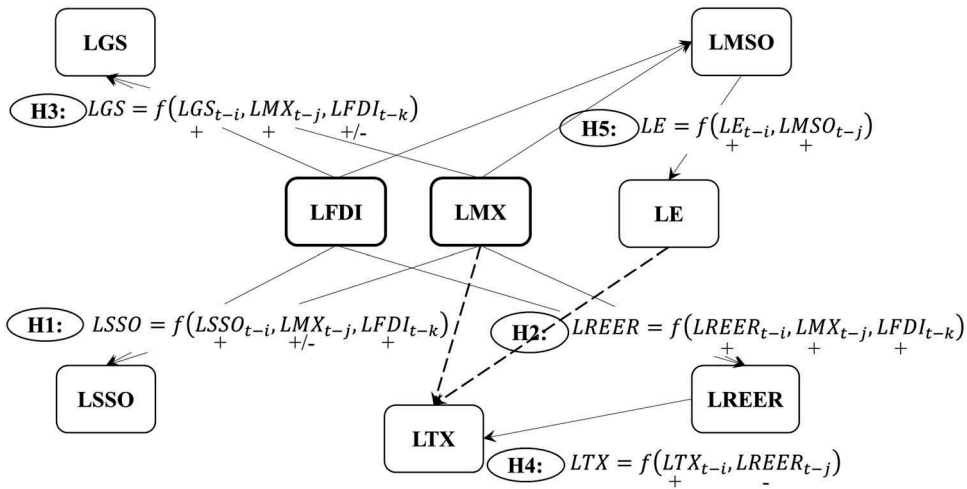 LGS
LMSO
H3: LGS = f(LGS_{t−i}, LMX_{t−j}, LFDI_{t−k})
+ + +/-
H5: LE = f(LE_{t−i}, LMSO_{t−j})
+ +
LFDI
LMX
LE
H1: LSSO = f(LSSO_{t−i}, LMX_{t−j}, LFDI_{t−k})
+ +/- +
H2: LREER = f(LREER_{t−i}, LMX_{t−j}, LFDI_{t−k})
+ + +
LSSO
LTX
LREER
H4: LTX = f(LTX_{t−i}, LREER_{t−j})
+ -